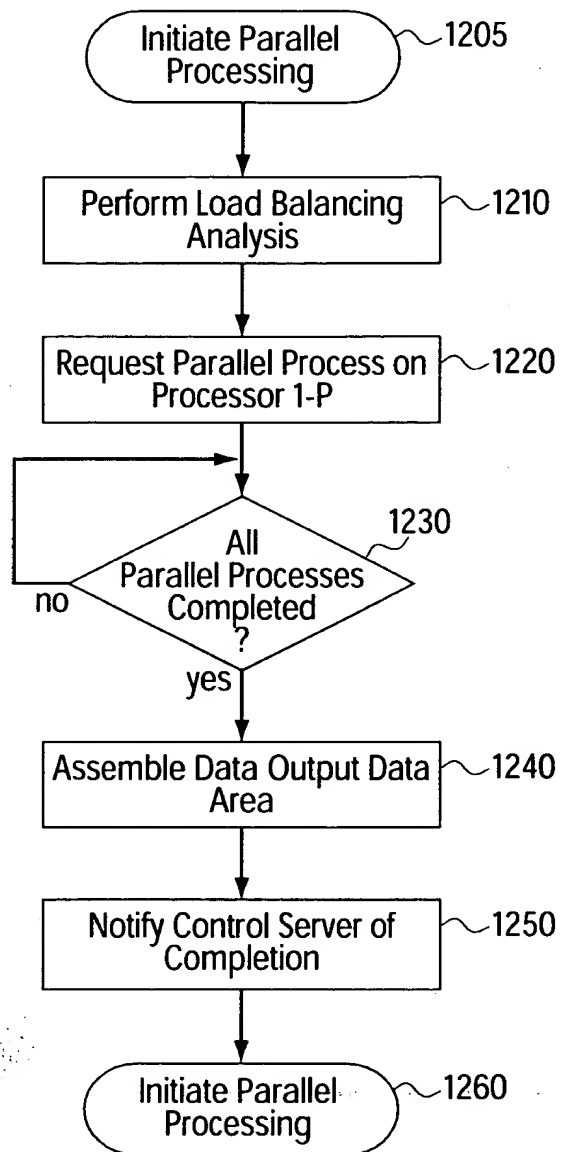 Initiate Parallel
Processing
1205
Perform Load Balancing
Analysis
1210
Request Parallel Process on
Processor 1-P
1220
All
Parallel Processes
Completed
?
1230
no
yes
Assemble Data Output Data
Area
1240
Notify Control Server of
Completion
1250
Initiate Parallel
Processing
1260